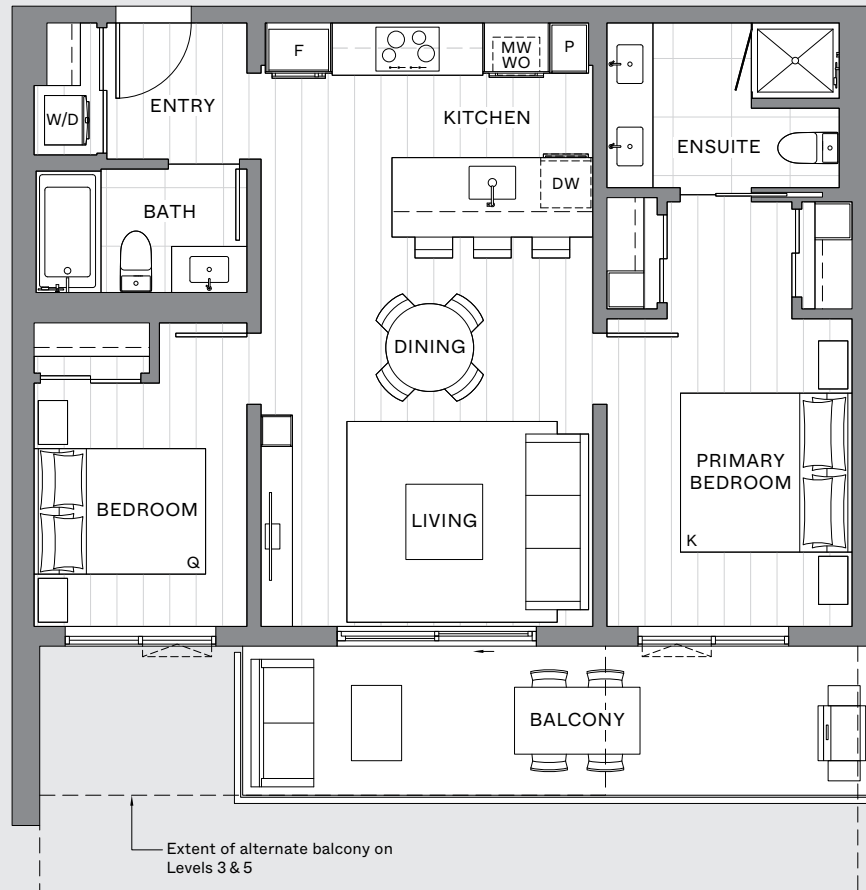 F
MW
WO
P
W/D
ENTRY
KITCHEN
ENSUITE
DW
BATH
DINING
PRIMARY
BEDROOM
BEDROOM
LIVING
Q
K
BALCONY
Extent of alternate balcony on
Levels 3 & 5